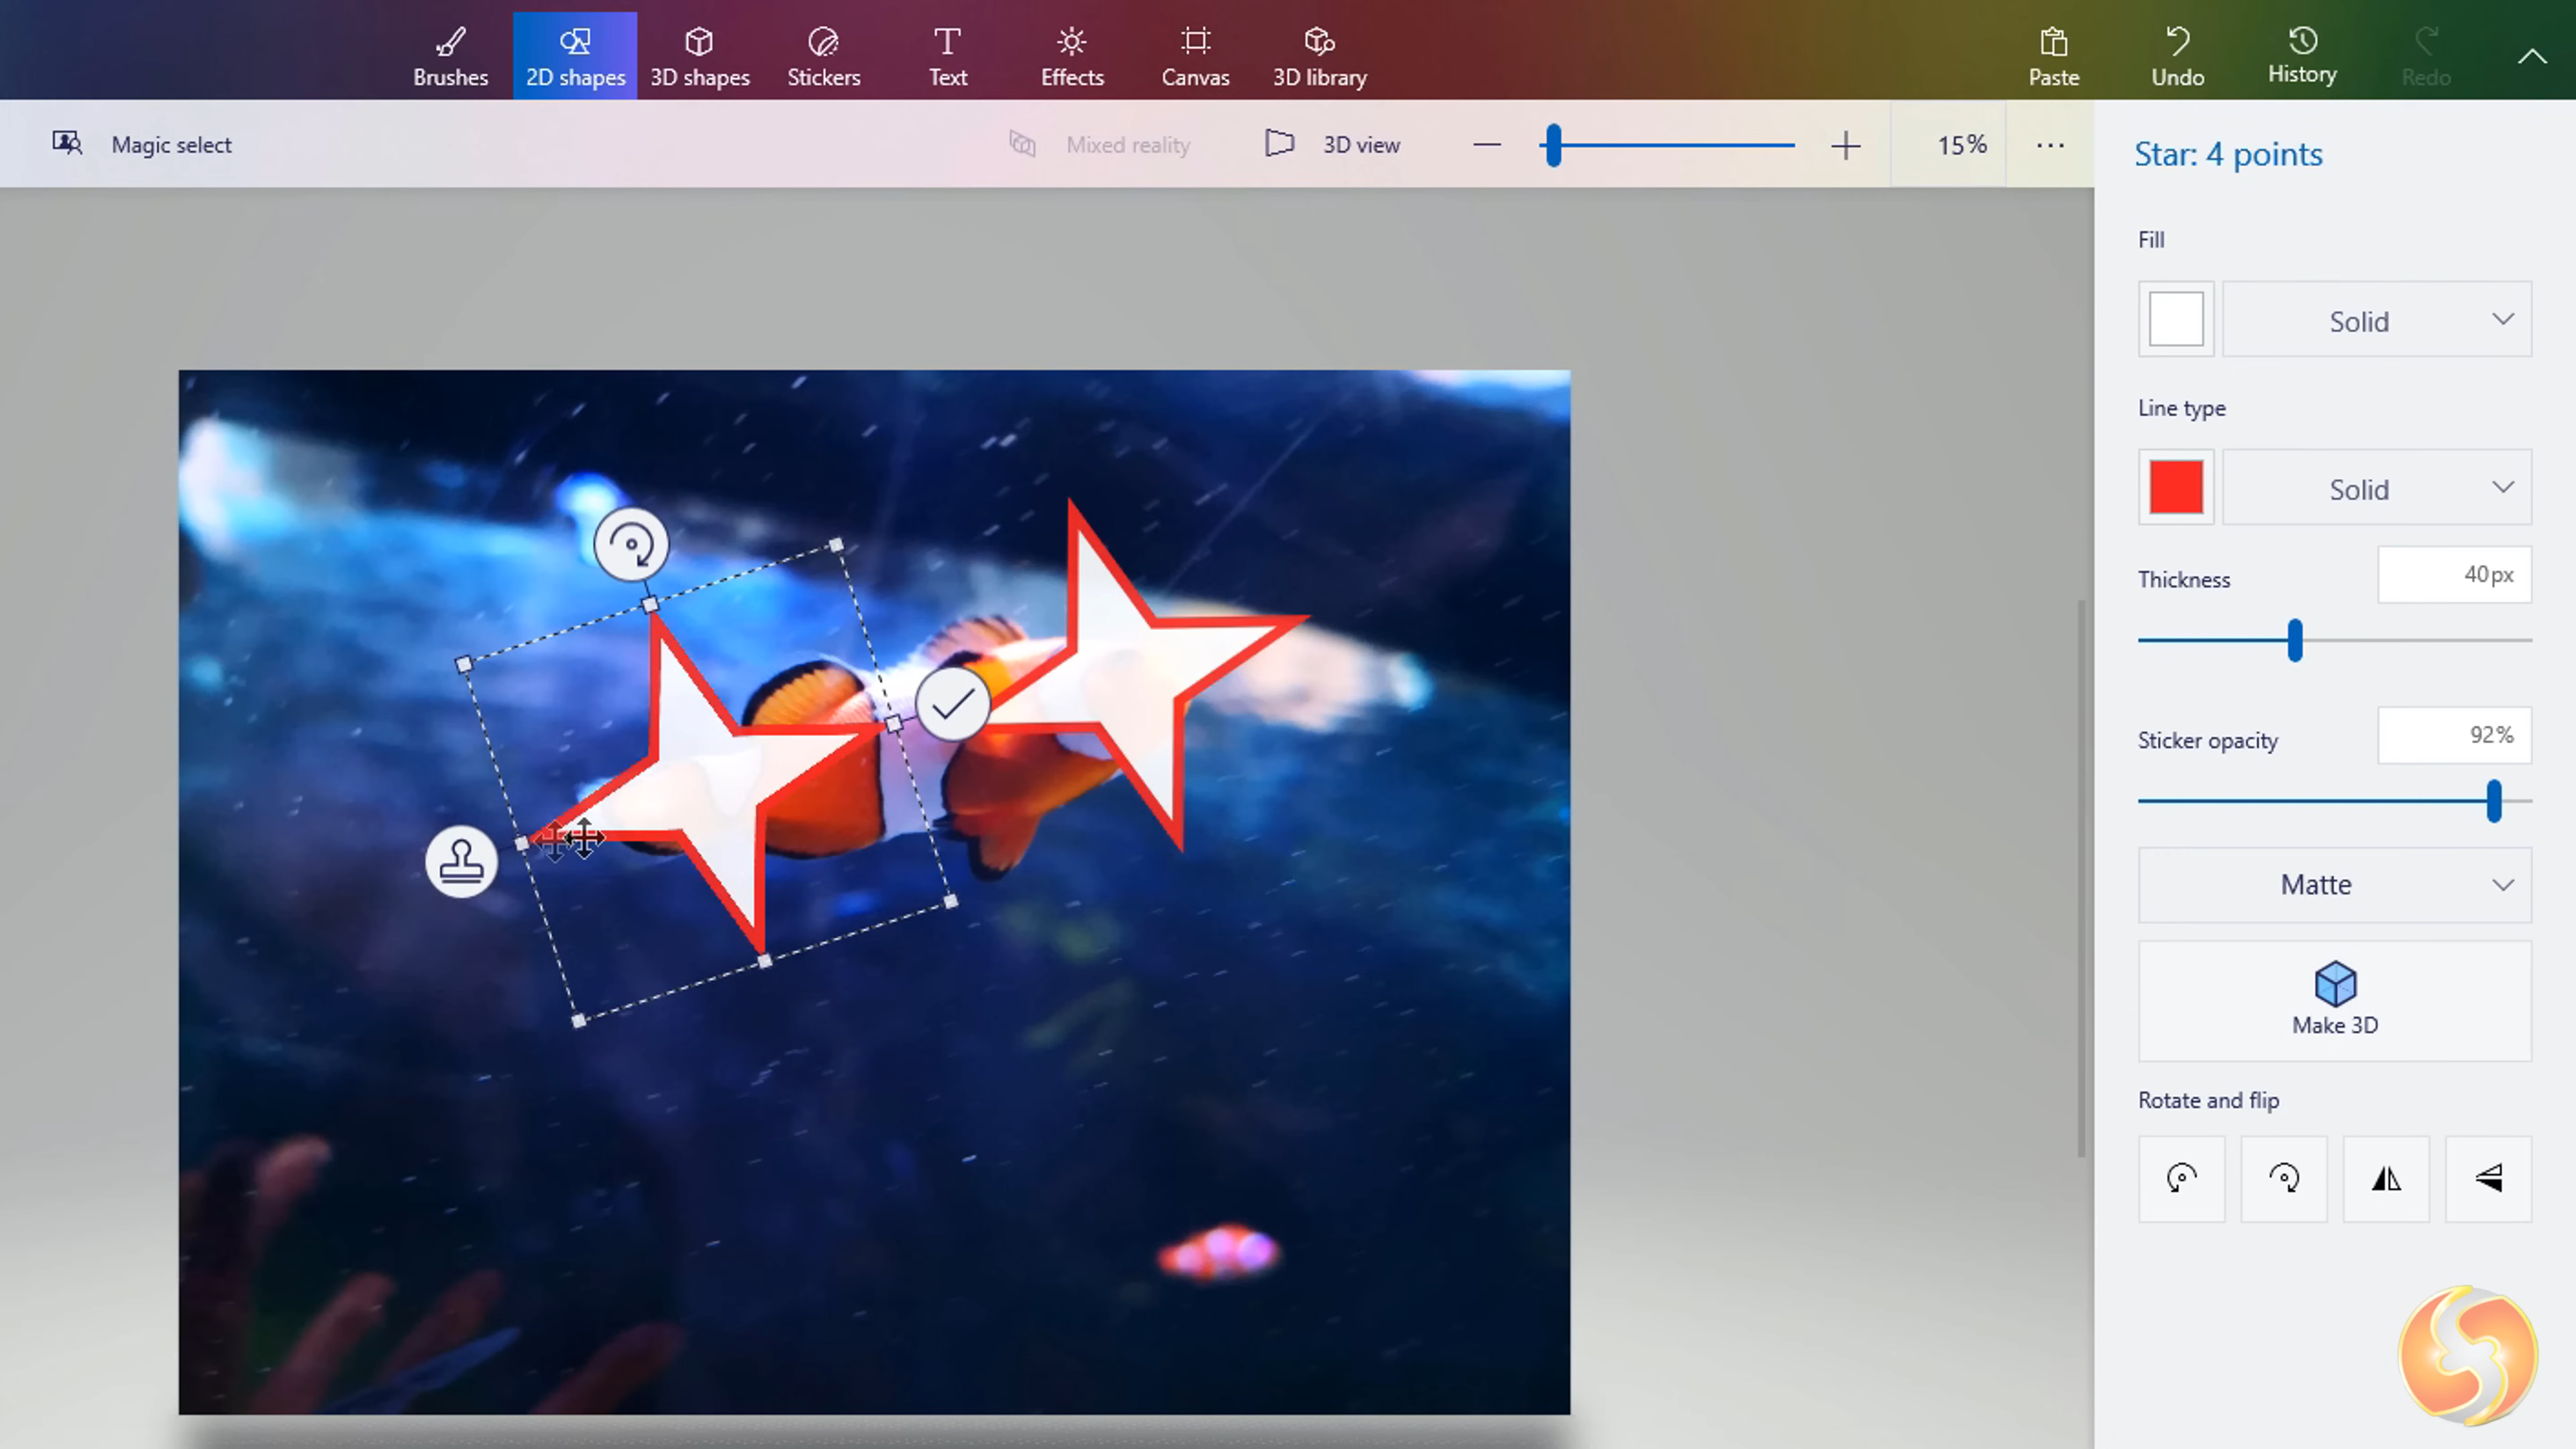 Brushes
2D shapes
3D shapes
Stickers
Text
Effects
Canvas
3D library
Paste
Undo
History
Redo
Magic select
Mixed reality
3D view
15%
Star: 4 points
Fill
Solid
Line type
Solid
Thickness
40px
Sticker opacity
92%
Matte
Make 3D
Rotate and flip